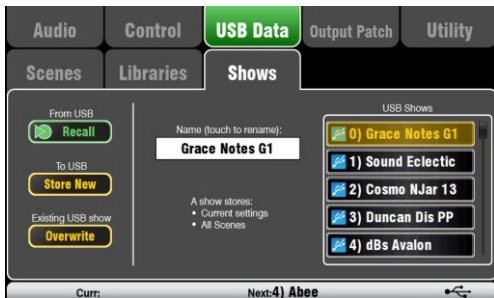 Audio
Control
USB Data
Output Patch
Utility
Scenes
Libraries
Shows
From USB
Recall
To USB
Store New
Existing USB show
Overwrite
Name (touch to rename):
Grace Notes G1
A show stores:
• Current settings
• All Scenes
USB Shows
0) Grace Notes G1
1) Sound Eclectic
2) Cosmo NJar 13
3) Duncan Dis PP
4) dBs Avalon
Curr:
Next:4) Abee